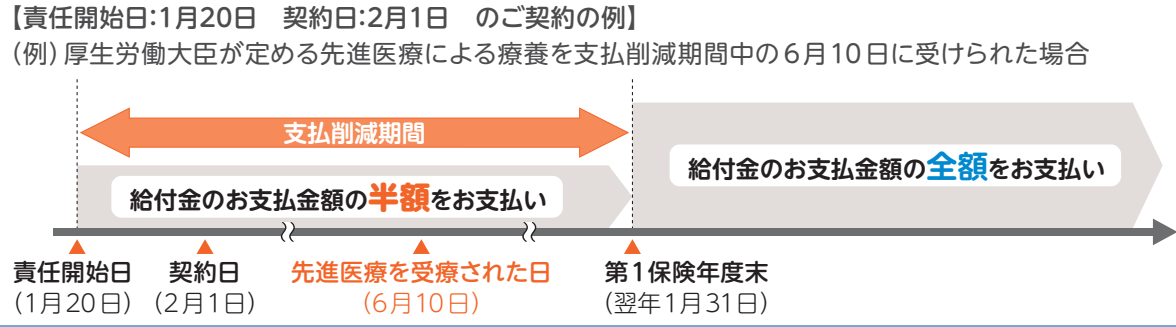 【責任開始日:1月20日　契約日:2月1日　のご契約の例】
(例)厚生労働大臣が定める先進医療による療養を支払削減期間中の6月10日に受けられた場合
支払削減期間
給付金のお支払金額の半額をお支払い
給付金のお支払金額の全額をお支払い
責任開始日
(1月20日)
契約日
(2月1日)
先進医療を受療された日
(6月10日)
第1保険年度末
(翌年1月31日)